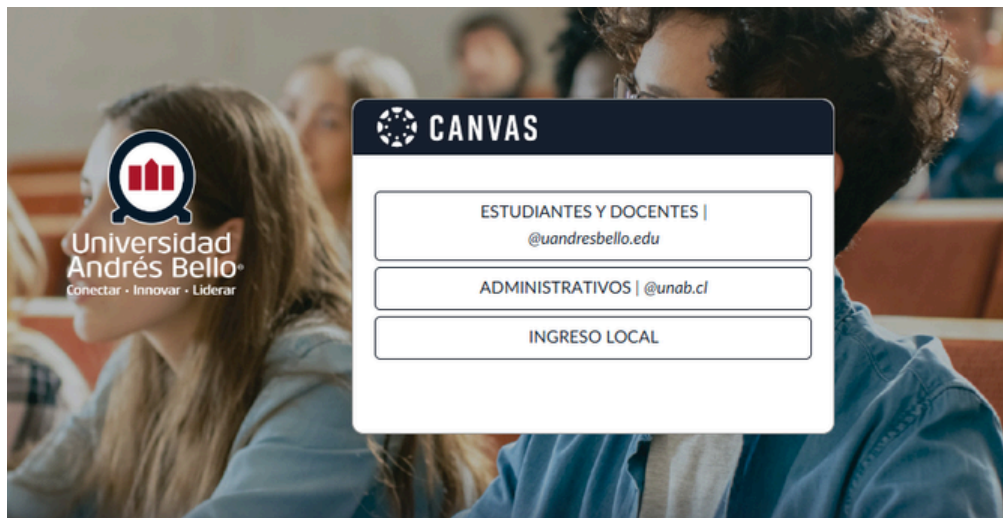 Universidad
Andrés Bello
Conectar · Innovar · Liderar
CANVAS
ESTUDIANTES Y DOCENTES |
@uandresbello.edu
ADMINISTRATIVOS | @unab.cl
INGRESO LOCAL